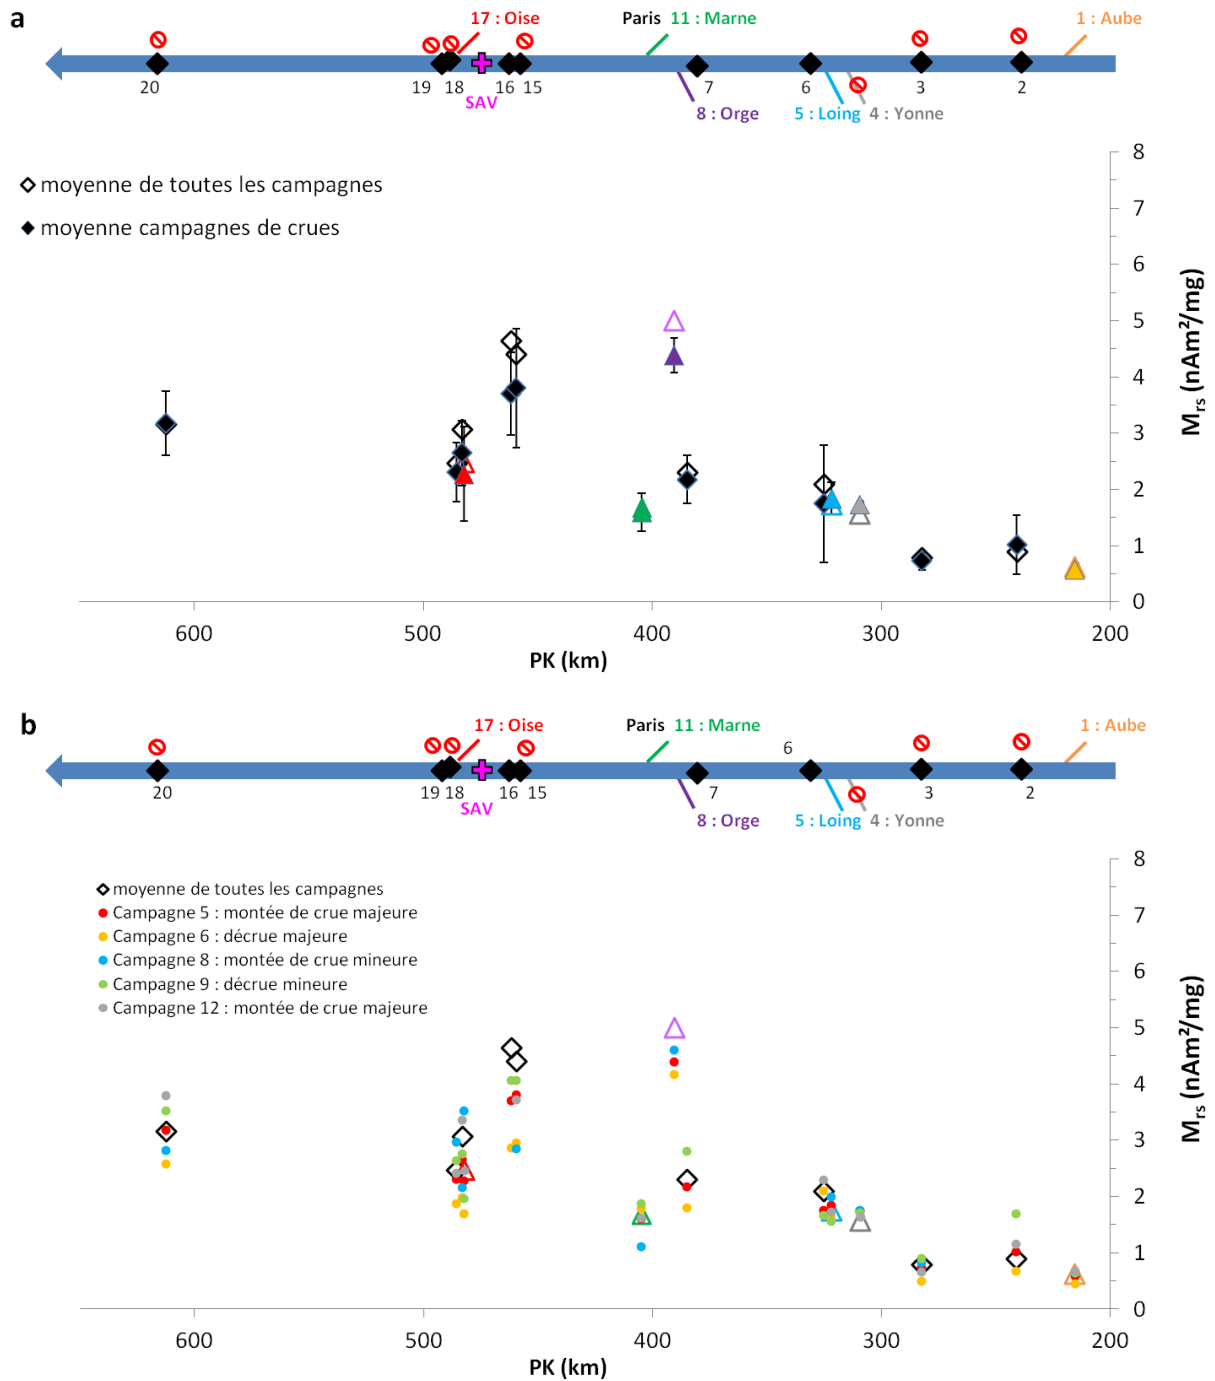 a
17 : Oise
Paris 11 : Marne
1 : Aube
20
19
18
16
15
7
6
3
2
SAV
8 : Orge
5 : Loing
4 : Yonne
moyenne de toutes les campagnes
moyenne campagnes de crues
8
7
6
5
4
3
2
1
0
Mrs (nAm²/mg)
600
500
400
300
200
PK (km)
b
17 : Oise
Paris 11 : Marne
1 : Aube
6
20
19
18
16
15
7
3
2
SAV
8 : Orge
5 : Loing
4 : Yonne
moyenne de toutes les campagnes
Campagne 5 : montée de crue majeure
Campagne 6 : décrue majeure
Campagne 8 : montée de crue mineure
Campagne 9 : décrue mineure
Campagne 12 : montée de crue majeure
8
7
6
5
4
3
2
1
0
Mrs (nAm²/mg)
600
500
400
300
200
PK (km)